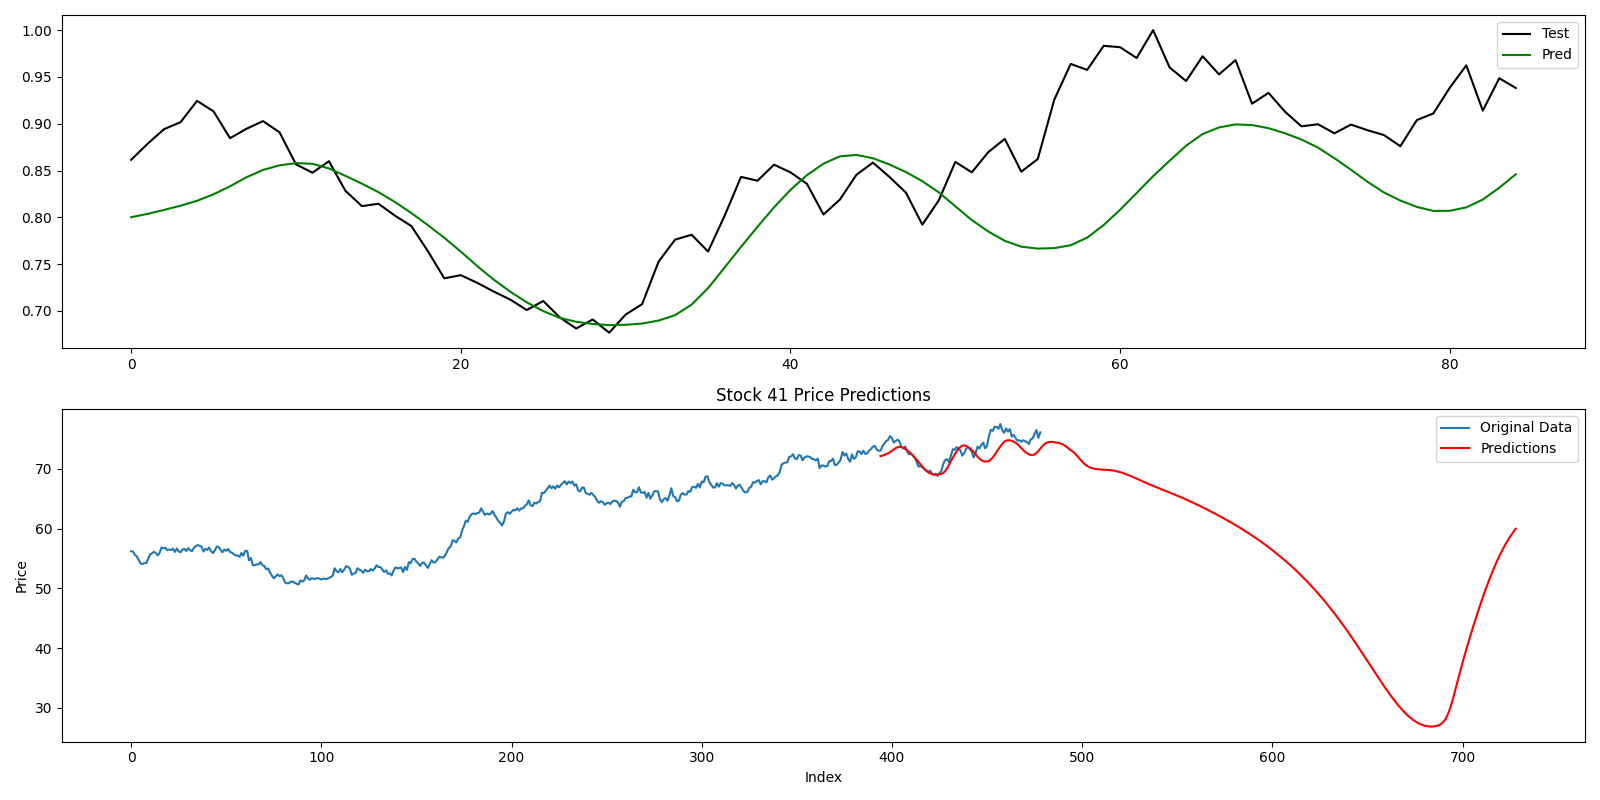 1.00
0.95
0.90
0.85
0.80
0.75
0.70
Test
Pred
0 20 40 60 80
Stock 41 Price Predictions
Original Data
Predictions
Price
70
60
50
40
30
0 100 200 300 400 500 600 700
Index